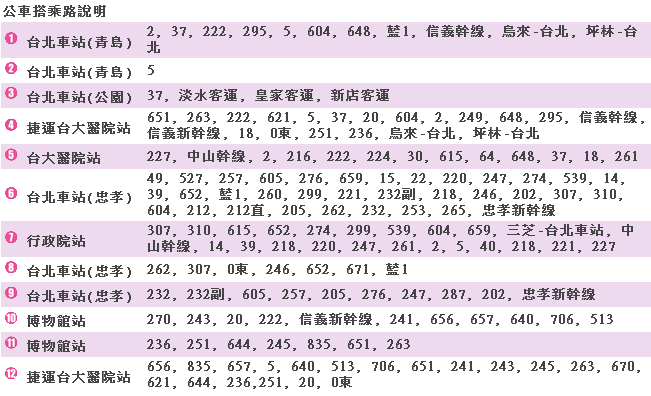 公車搭乘路說明
1 台北車站(青島) 2, 37, 222, 295, 5, 604, 648, 藍1, 信義幹線, 烏來-台北, 坪林-台
北
2 台北車站(青島) 5
3 台北車站(公園) 37, 淡水客運, 皇家客運, 新店客運
4 捷運台大醫院站 651, 263, 222, 621, 5, 37, 20, 604, 2, 249, 648, 295, 信義幹線,
信義新幹線, 18, 0東, 251, 236, 烏來-台北, 坪林-台北
5 台大醫院站 227, 中山幹線, 2, 216, 222, 224, 30, 615, 64, 648, 37, 18, 261
6 台北車站(忠孝) 49, 527, 257, 605, 276, 659, 15, 22, 220, 247, 274, 539, 14,
39, 652, 藍1, 260, 299, 221, 232副, 218, 246, 202, 307, 310,
604, 212, 212直, 205, 262, 232, 253, 265, 忠孝新幹線
7 行政院站 307, 310, 615, 652, 274, 299, 539, 604, 659, 三芝-台北車站, 中
山幹線, 14, 39, 218, 220, 247, 261, 2, 5, 40, 218, 221, 227
8 台北車站(忠孝) 262, 307, 0東, 246, 652, 671, 藍1
9 台北車站(忠孝) 232, 232副, 605, 257, 205, 276, 247, 287, 202, 忠孝新幹線
10 博物館站 270, 243, 20, 222, 信義新幹線, 241, 656, 657, 640, 706, 513
11 博物館站 236, 251, 644, 245, 835, 651, 263
12 捷運台大醫院站 656, 835, 657, 5, 640, 513, 706, 651, 241, 243, 245, 263, 670,
621, 644, 236,251, 20, 0東